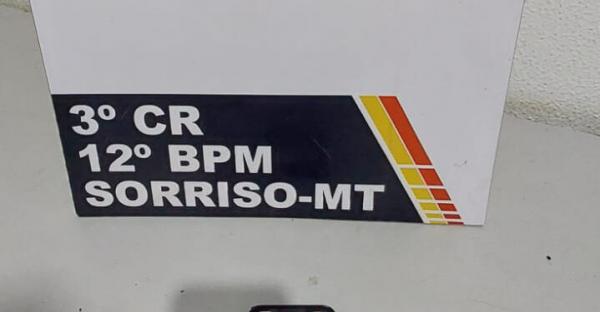 3º CR
12º BPM
SORRISO-MT